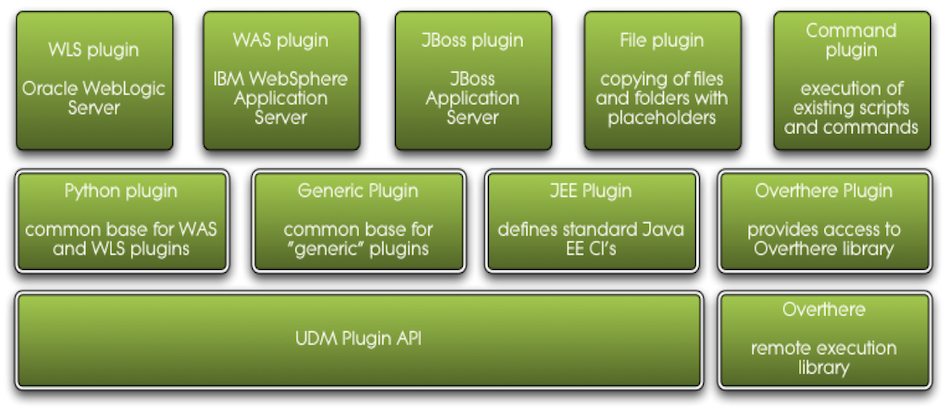 WLS plugin
Oracle WebLogic
Server
WAS plugin
IBM WebSphere
Application
Server
JBoss plugin
JBoss
Application
Server
File plugin
copying of files
and folders with
placeholders
Command
plugin
execution of
existing scripts
and commands
Python plugin
common base for WAS
and WLS plugins
Generic Plugin
common base for
"generic" plugins
JEE Plugin
defines standard Java
EE CI's
Overthere Plugin
provides access to
Overthere library
UDM Plugin API
Overthere
remote execution
library